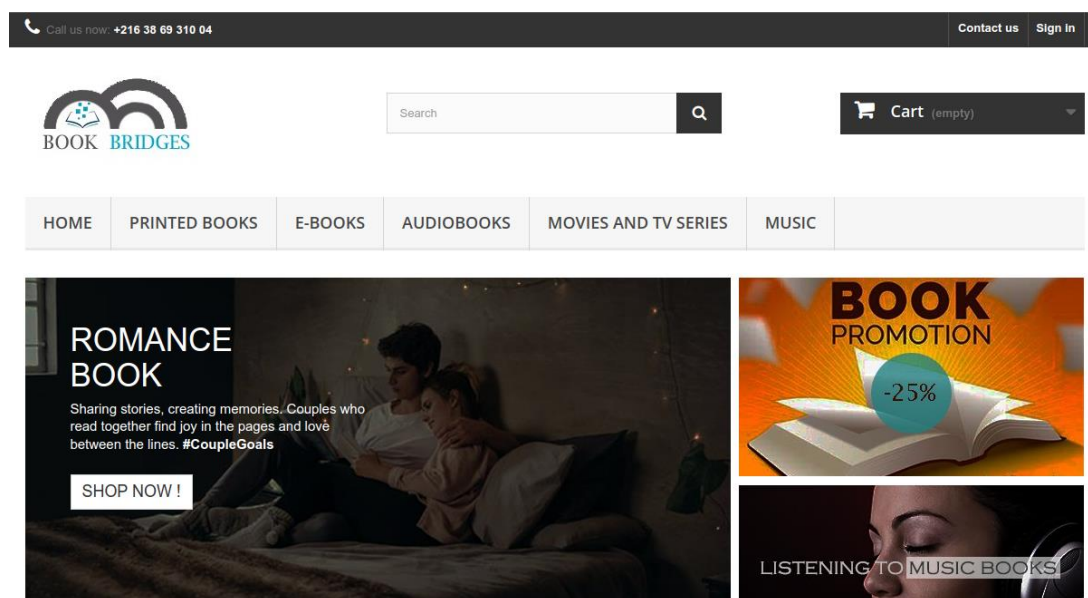 Call us now: +216 38 69 310 04
Contact us
Sign in
BOOK BRIDGES
Search
Cart (empty)
HOME
PRINTED BOOKS
E-BOOKS
AUDIOBOOKS
MOVIES AND TV SERIES
MUSIC
ROMANCE
BOOK
Sharing stories, creating memories. Couples who
read together find joy in the pages and love
between the lines. #CoupleGoals
SHOP NOW !
BOOK
PROMOTION
-25%
LISTENING TO MUSIC BOOKS